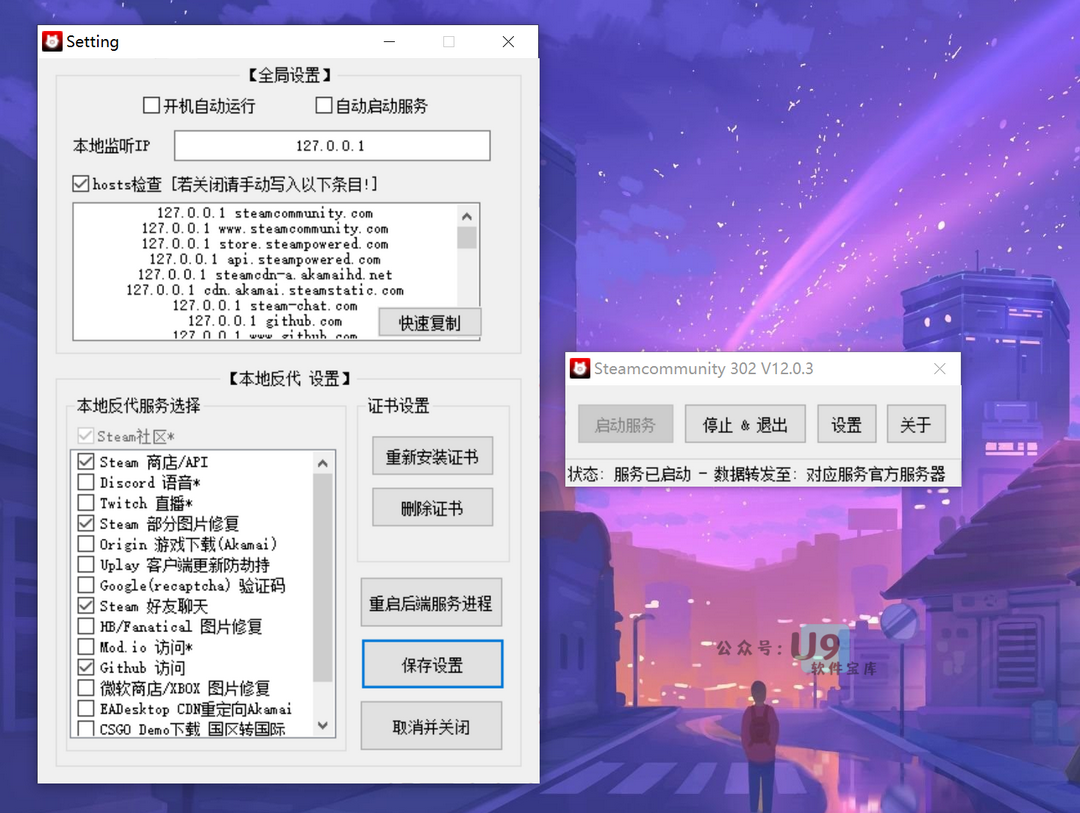 Setting
【全局设置】
开机自动运行 自动启动服务
本地监听IP 127.0.0.1
hosts检查 [若关闭请手动写入以下条目!]
127.0.0.1 steamcommunity.com
127.0.0.1 www.steamcommunity.com
127.0.0.1 store.steampowered.com
127.0.0.1 api.steampowered.com
127.0.0.1 steamcdn-a.akamaihd.net
127.0.0.1 cdn.akamai.steamstatic.com
127.0.0.1 steam-chat.com
127.0.0.1 github.com
127.0.0.1 www.github.com
快速复制
【本地反代 设置】
本地反代服务选择
Steam社区*
Steam 商店/API
Discord 语音*
Twitch 直播*
Steam 部分图片修复
Origin 游戏下载(Akamai)
Uplay 客户端更新防劫持
Google(recaptcha) 验证码
Steam 好友聊天
HB/Fanatical 图片修复
Mod.io 访问*
Github 访问
微软商店/XBOX 图片修复
EADesktop CDN重定向Akamai
CSGO Demo下载 国区转国际
证书设置
重新安装证书
删除证书
重启后端服务进程
保存设置
取消并关闭
Steamcommunity 302 V12.0.3
启动服务 停止 & 退出 设置 关于
状态: 服务已启动 - 数据转发至: 对应服务官方服务器
公众号: U9
软件宝库